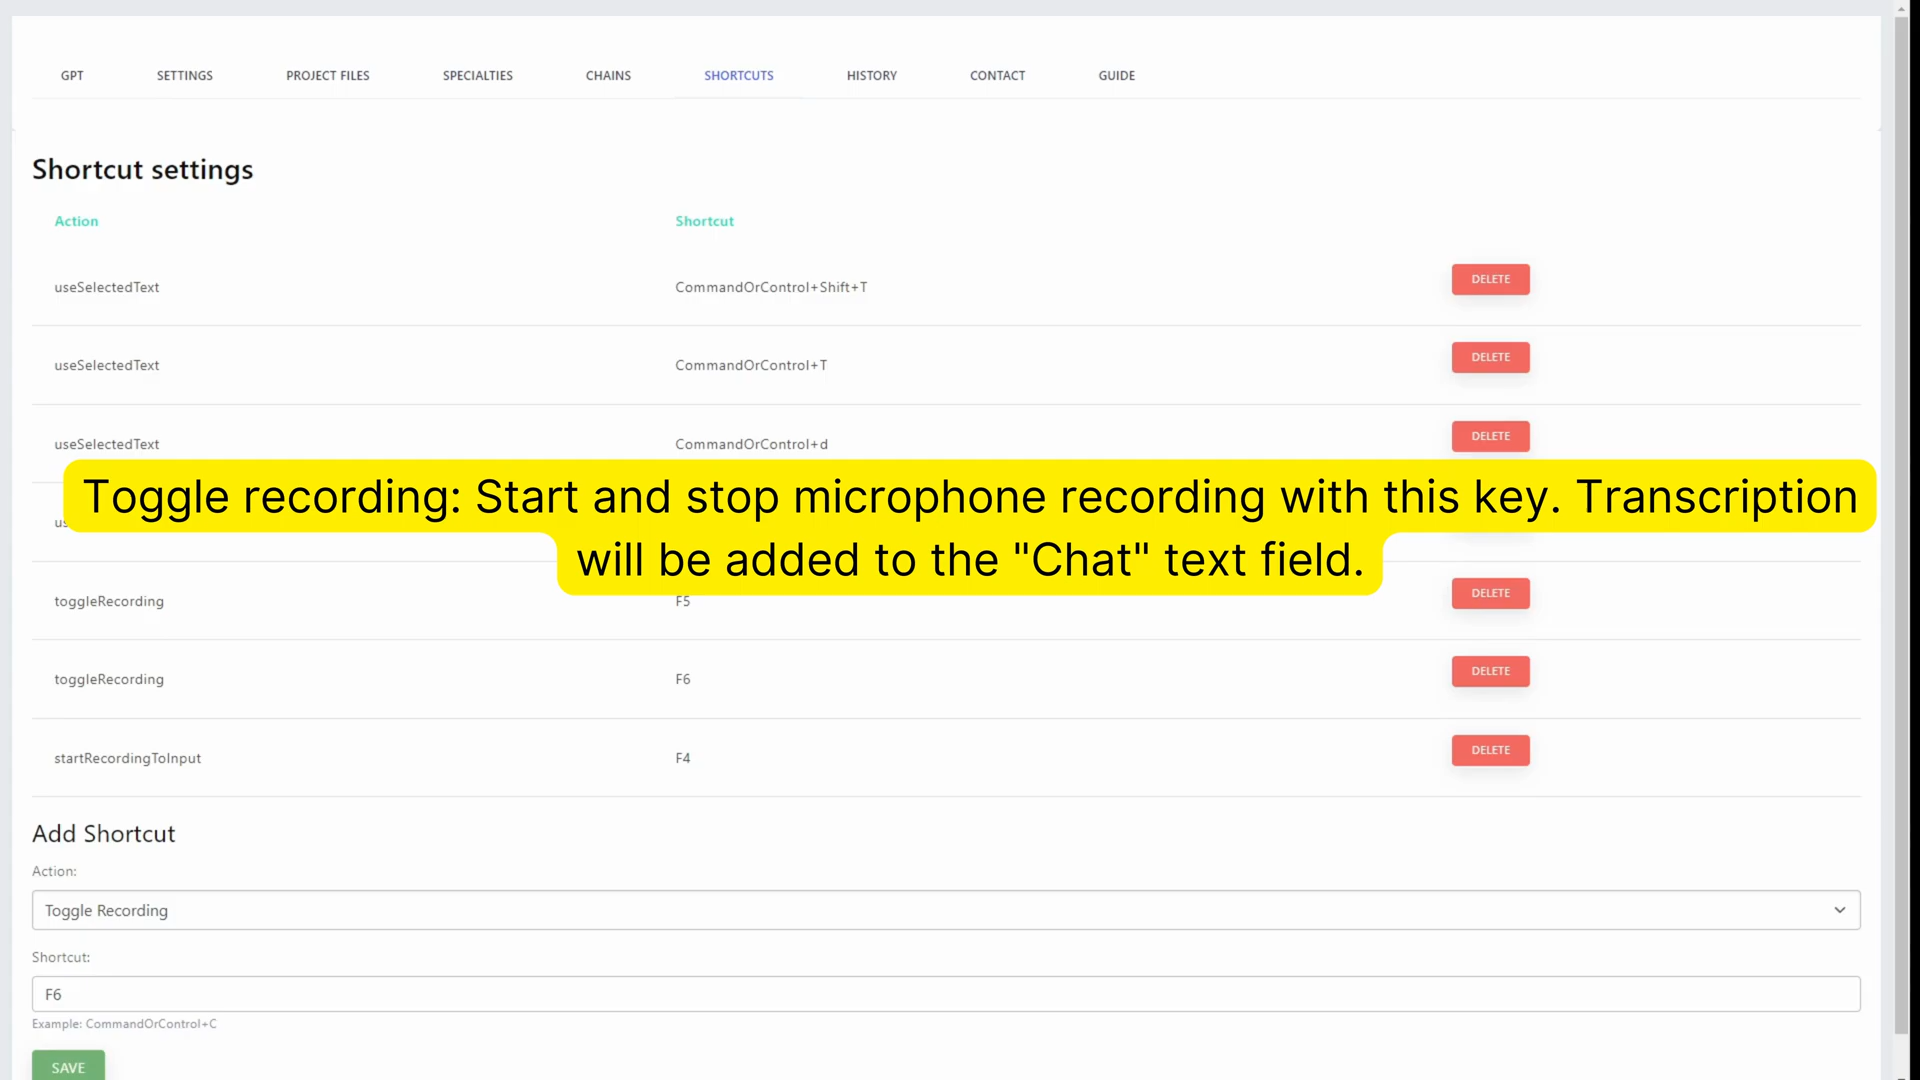 GPT SETTINGS PROJECT FILES SPECIALTIES CHAINS SHORTCUTS HISTORY CONTACT GUIDE
Shortcut settings
Action Shortcut
useSelectedText CommandOrControl+Shift+T DELETE
useSelectedText CommandOrControl+T DELETE
useSelectedText CommandOrControl+d DELETE
Toggle recording: Start and stop microphone recording with this key. Transcription
will be added to the "Chat" text field.
toggleRecording F5 DELETE
toggleRecording F6 DELETE
startRecordingToInput F4 DELETE
Add Shortcut
Action:
Toggle Recording
Shortcut:
F6
Example: CommandOrControl+C
SAVE